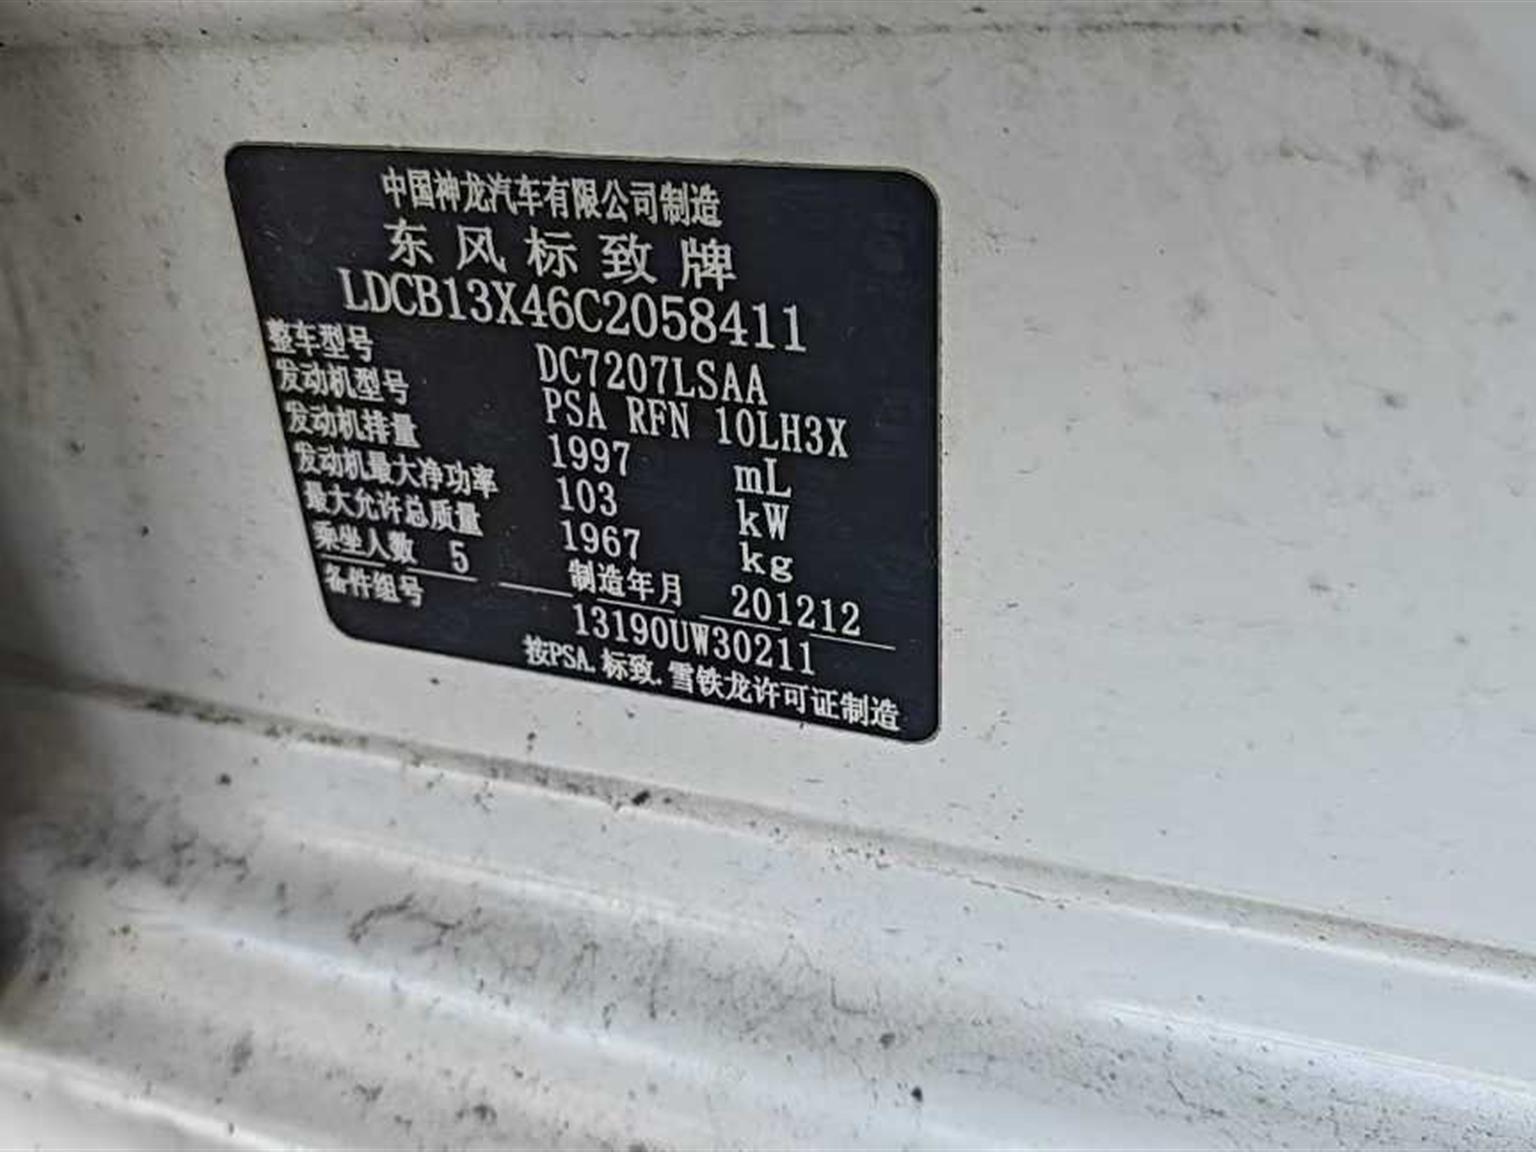 中国神龙汽车有限公司制造
东风标致牌
LDCB13X46C2058411
整车型号 DC7207LSAA
发动机型号 PSA RFN 10LH3X
发动机排量 1997 mL
发动机最大净功率 103 kW
最大允许总质量 1967 kg
乘坐人数 5 制造年月 201212
备件组号 13190UW30211
按PSA.标致.雪铁龙许可证制造